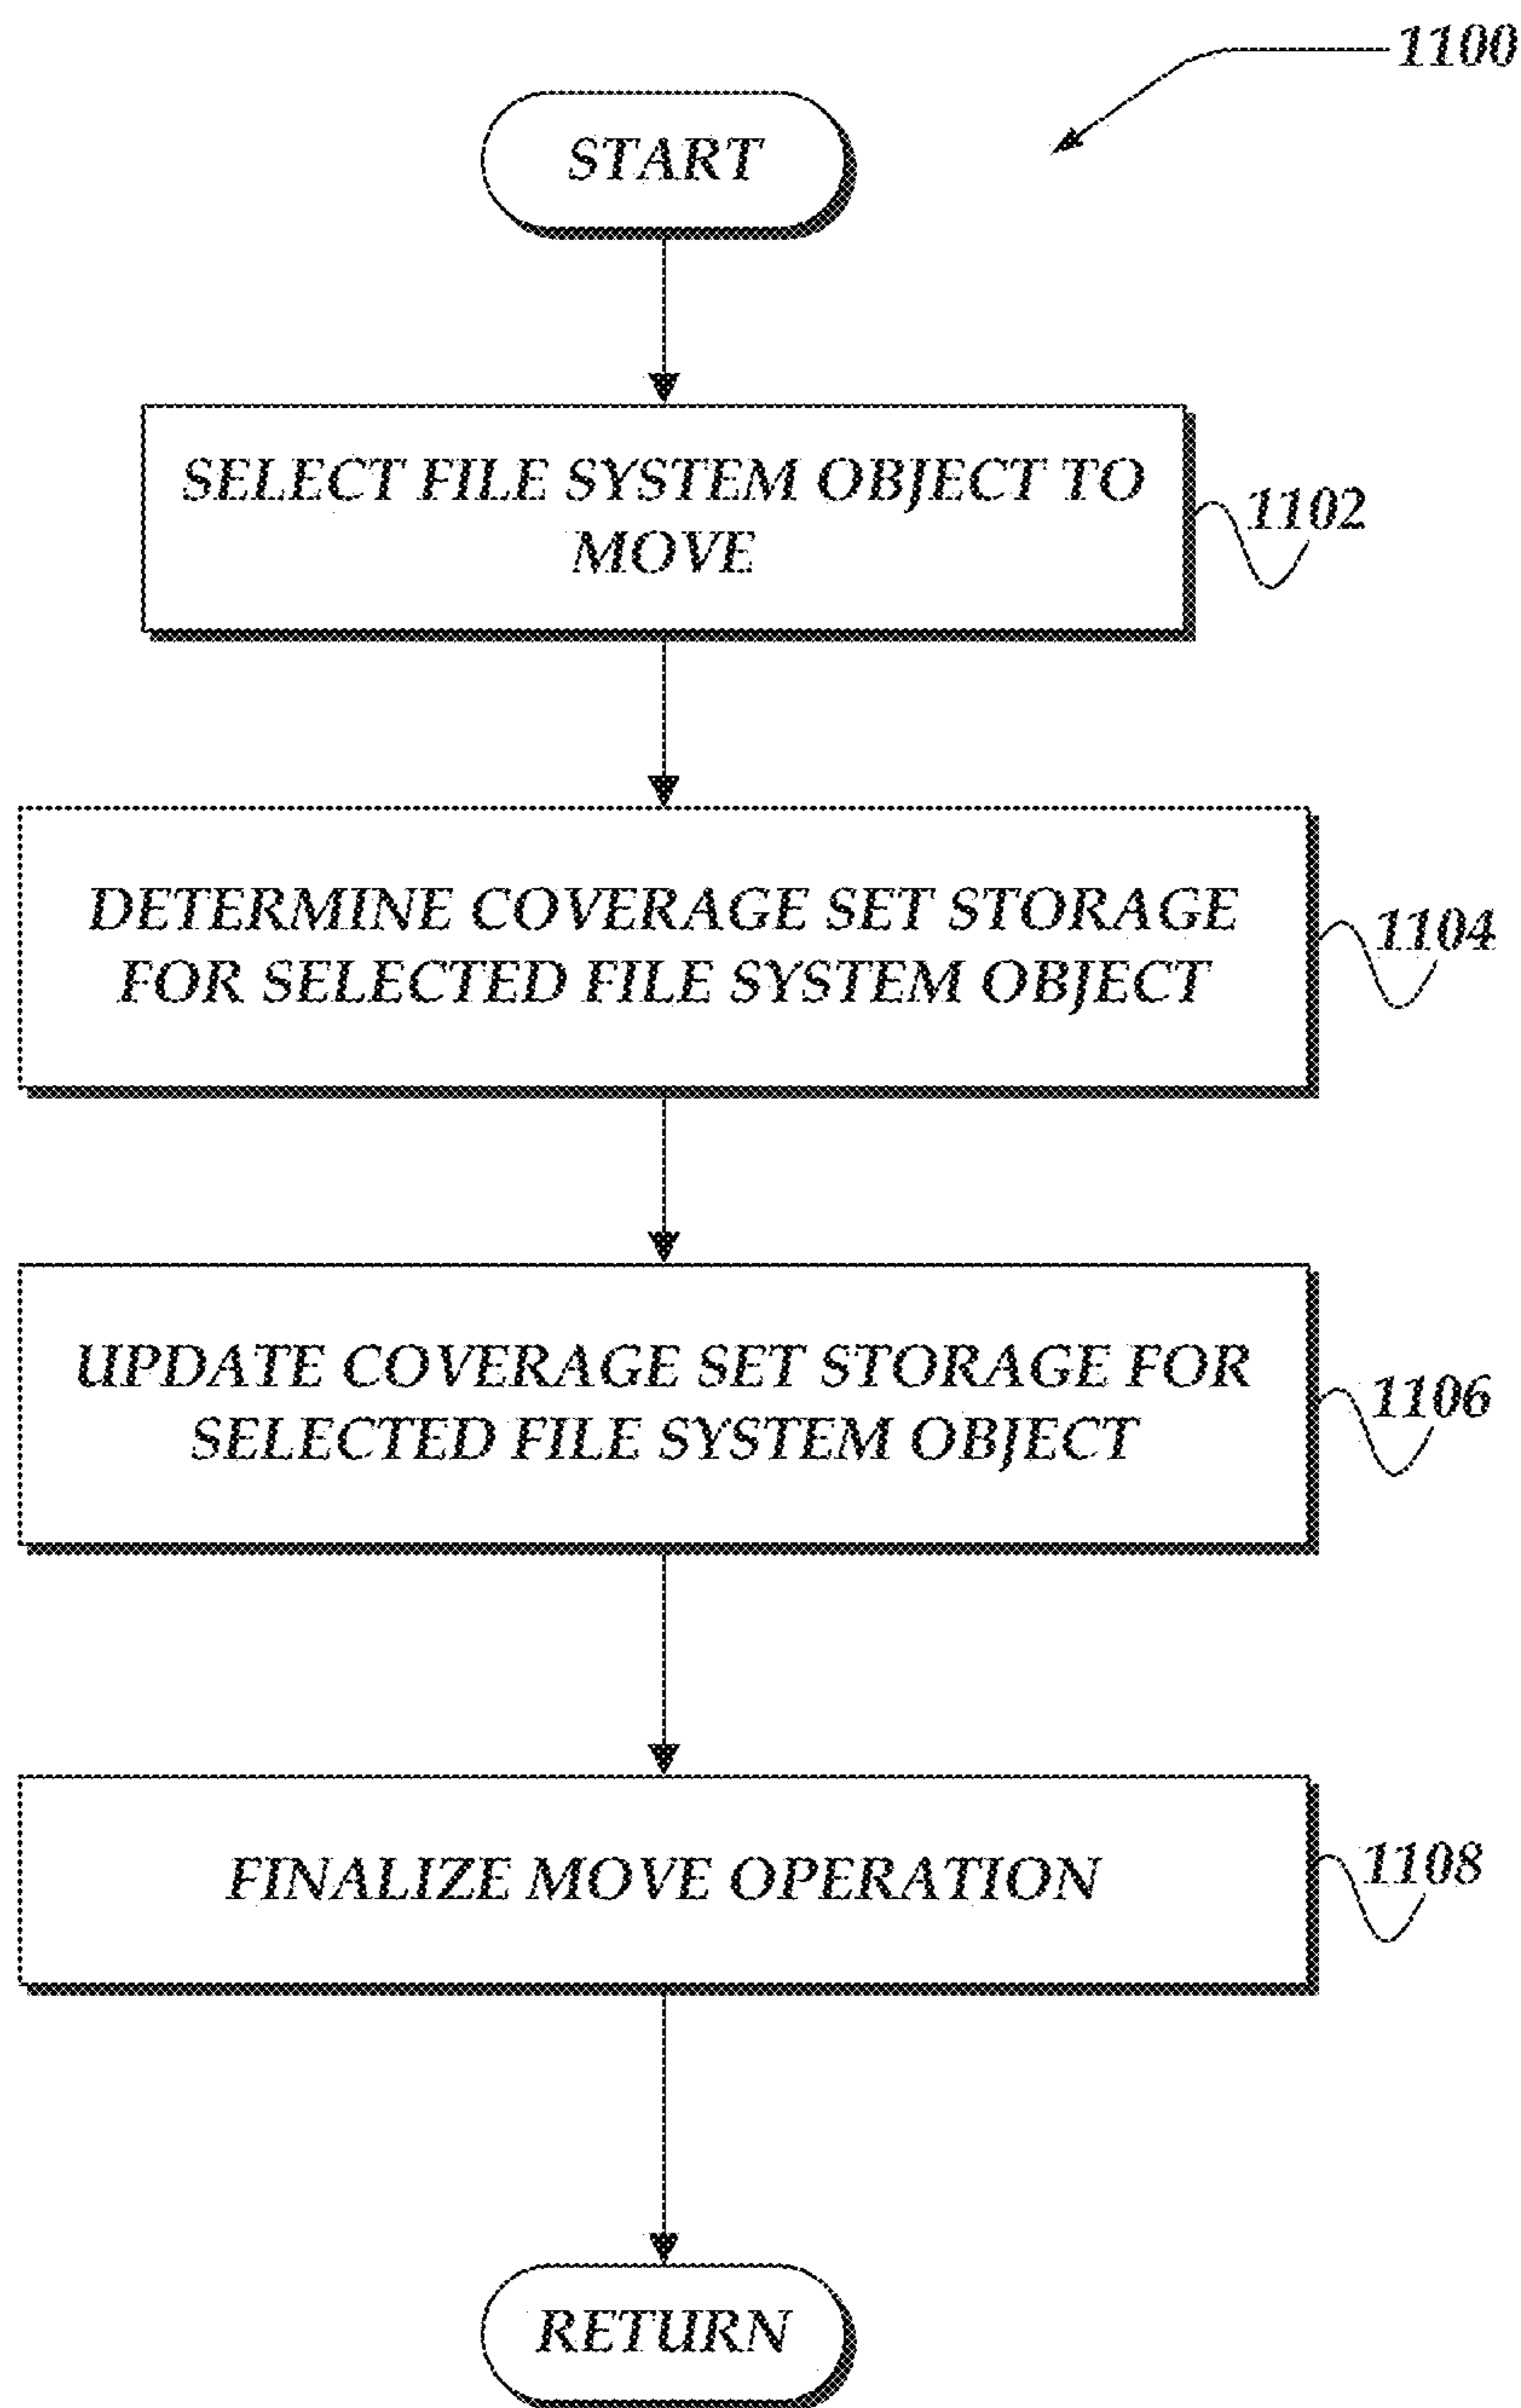 1100
START
SELECT FILE SYSTEM OBJECT TO
MOVE
1102
DETERMINE COVERAGE SET STORAGE
FOR SELECTED FILE SYSTEM OBJECT
1104
UPDATE COVERAGE SET STORAGE FOR
SELECTED FILE SYSTEM OBJECT
1106
FINALIZE MOVE OPERATION
1108
RETURN